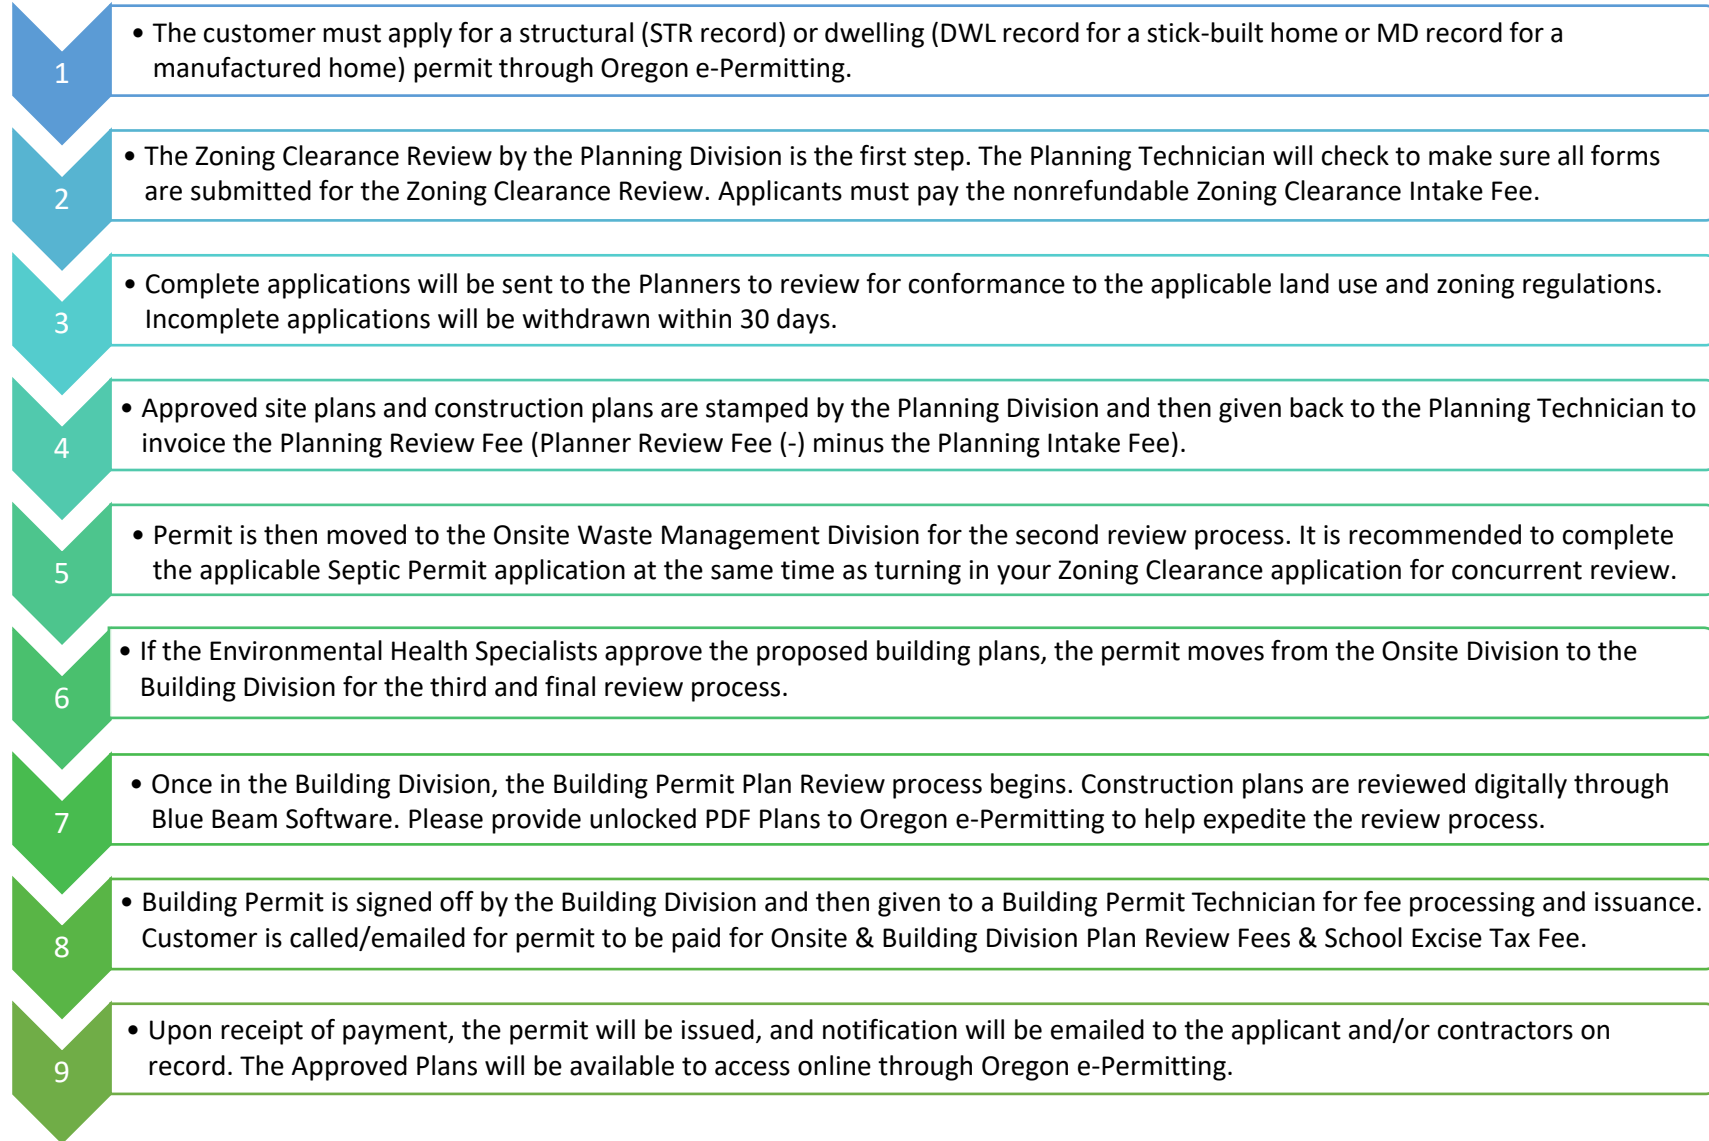 1
• The customer must apply for a structural (STR record) or dwelling (DWL record for a stick-built home or MD record for a
manufactured home) permit through Oregon e-Permitting.
2
• The Zoning Clearance Review by the Planning Division is the first step. The Planning Technician will check to make sure all forms
are submitted for the Zoning Clearance Review. Applicants must pay the nonrefundable Zoning Clearance Intake Fee.
3
• Complete applications will be sent to the Planners to review for conformance to the applicable land use and zoning regulations.
Incomplete applications will be withdrawn within 30 days.
4
• Approved site plans and construction plans are stamped by the Planning Division and then given back to the Planning Technician to
invoice the Planning Review Fee (Planner Review Fee (-) minus the Planning Intake Fee).
5
• Permit is then moved to the Onsite Waste Management Division for the second review process. It is recommended to complete
the applicable Septic Permit application at the same time as turning in your Zoning Clearance application for concurrent review.
6
• If the Environmental Health Specialists approve the proposed building plans, the permit moves from the Onsite Division to the
Building Division for the third and final review process.
7
• Once in the Building Division, the Building Permit Plan Review process begins. Construction plans are reviewed digitally through
Blue Beam Software. Please provide unlocked PDF Plans to Oregon e-Permitting to help expedite the review process.
8
• Building Permit is signed off by the Building Division and then given to a Building Permit Technician for fee processing and issuance.
Customer is called/emailed for permit to be paid for Onsite & Building Division Plan Review Fees & School Excise Tax Fee.
9
• Upon receipt of payment, the permit will be issued, and notification will be emailed to the applicant and/or contractors on
record. The Approved Plans will be available to access online through Oregon e-Permitting.